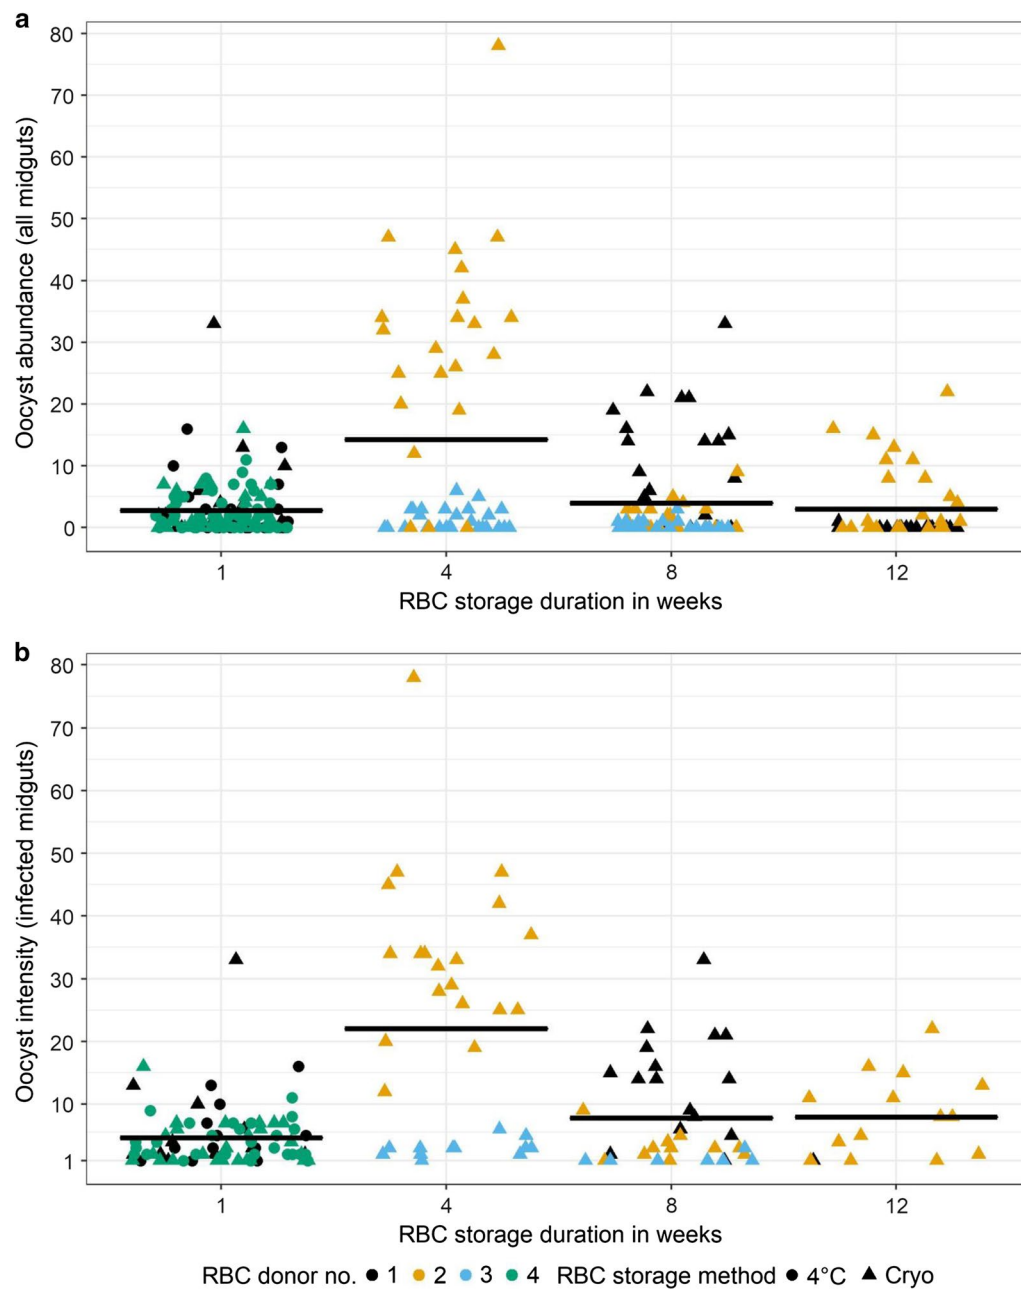 a
Oocyst abundance (all midguts)
80
70
60
50
40
30
20
10
0
1 4 8 12
RBC storage duration in weeks
b
Oocyst intensity (infected midguts)
80
70
60
50
40
30
20
10
1
1 4 8 12
RBC storage duration in weeks
RBC donor no. 1 2 3 4 RBC storage method 4°C Cryo